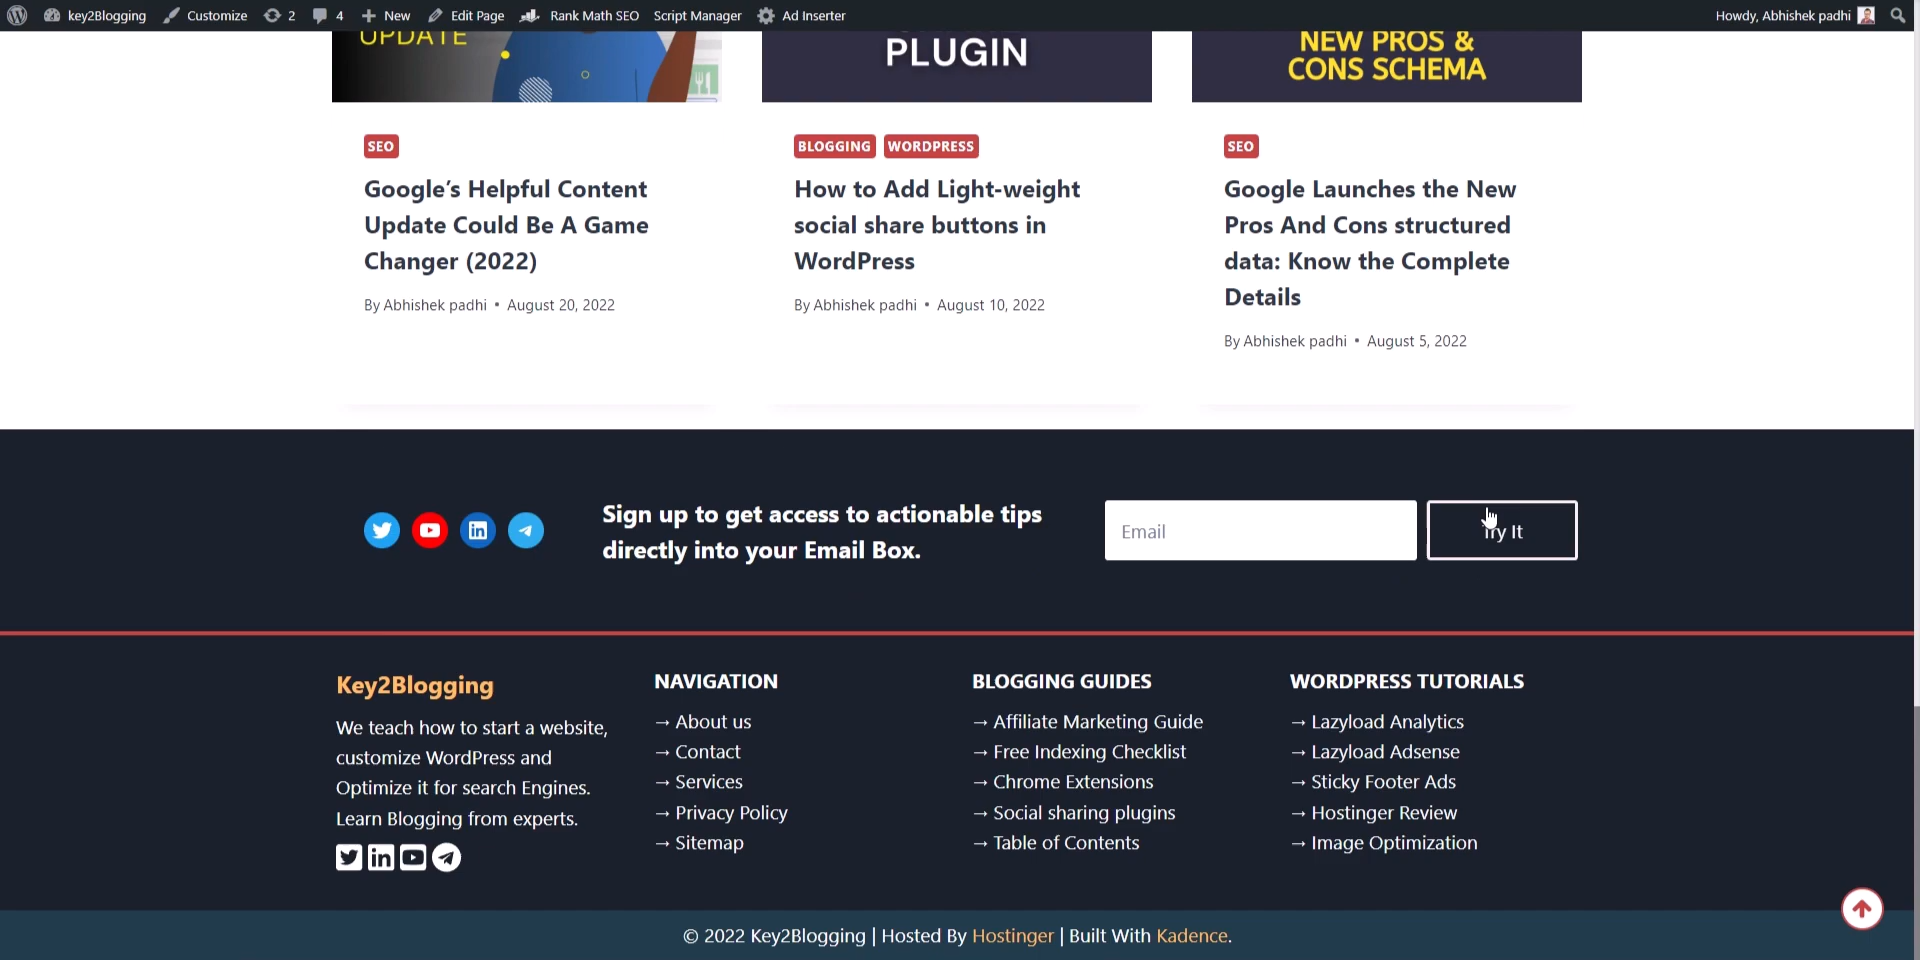 key2Blogging Customize 2 4 New Edit Page Rank Math SEO Script Manager Ad Inserter Howdy, Abhishek padhi
UPDATE
PLUGIN
NEW PROS &
CONS SCHEMA
SEO
Google’s Helpful Content
Update Could Be A Game
Changer (2022)
By Abhishek padhi • August 20, 2022
BLOGGING WORDPRESS
How to Add Light-weight
social share buttons in
WordPress
By Abhishek padhi • August 10, 2022
SEO
Google Launches the New
Pros And Cons structured
data: Know the Complete
Details
By Abhishek padhi • August 5, 2022
Sign up to get access to actionable tips
directly into your Email Box.
Email
Try It
Key2Blogging
We teach how to start a website,
customize WordPress and
Optimize it for search Engines.
Learn Blogging from experts.
NAVIGATION
→ About us
→ Contact
→ Services
→ Privacy Policy
→ Sitemap
BLOGGING GUIDES
→ Affiliate Marketing Guide
→ Free Indexing Checklist
→ Chrome Extensions
→ Social sharing plugins
→ Table of Contents
WORDPRESS TUTORIALS
→ Lazyload Analytics
→ Lazyload Adsense
→ Sticky Footer Ads
→ Hostinger Review
→ Image Optimization
© 2022 Key2Blogging | Hosted By Hostinger | Built With Kadence.